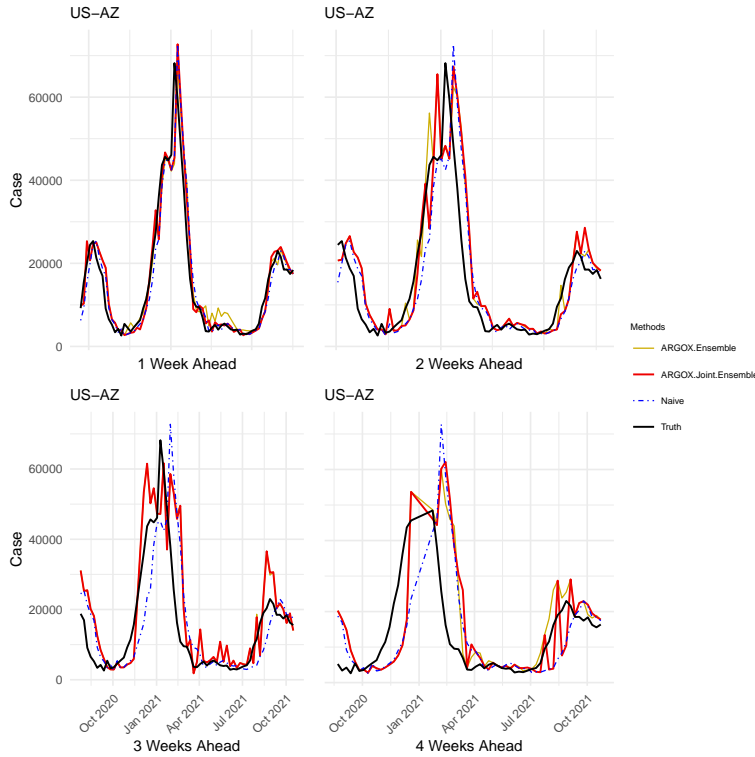 US−AZ
US−AZ
Case
60000
40000
20000
0
1 Week Ahead
2 Weeks Ahead
Methods
ARGOX.Ensemble
ARGOX.Joint.Ensemble
Naive
Truth
US−AZ
US−AZ
Case
60000
40000
20000
0
Oct 2020
Jan 2021
Apr 2021
Jul 2021
Oct 2021
Oct 2020
Jan 2021
Apr 2021
Jul 2021
Oct 2021
3 Weeks Ahead
4 Weeks Ahead